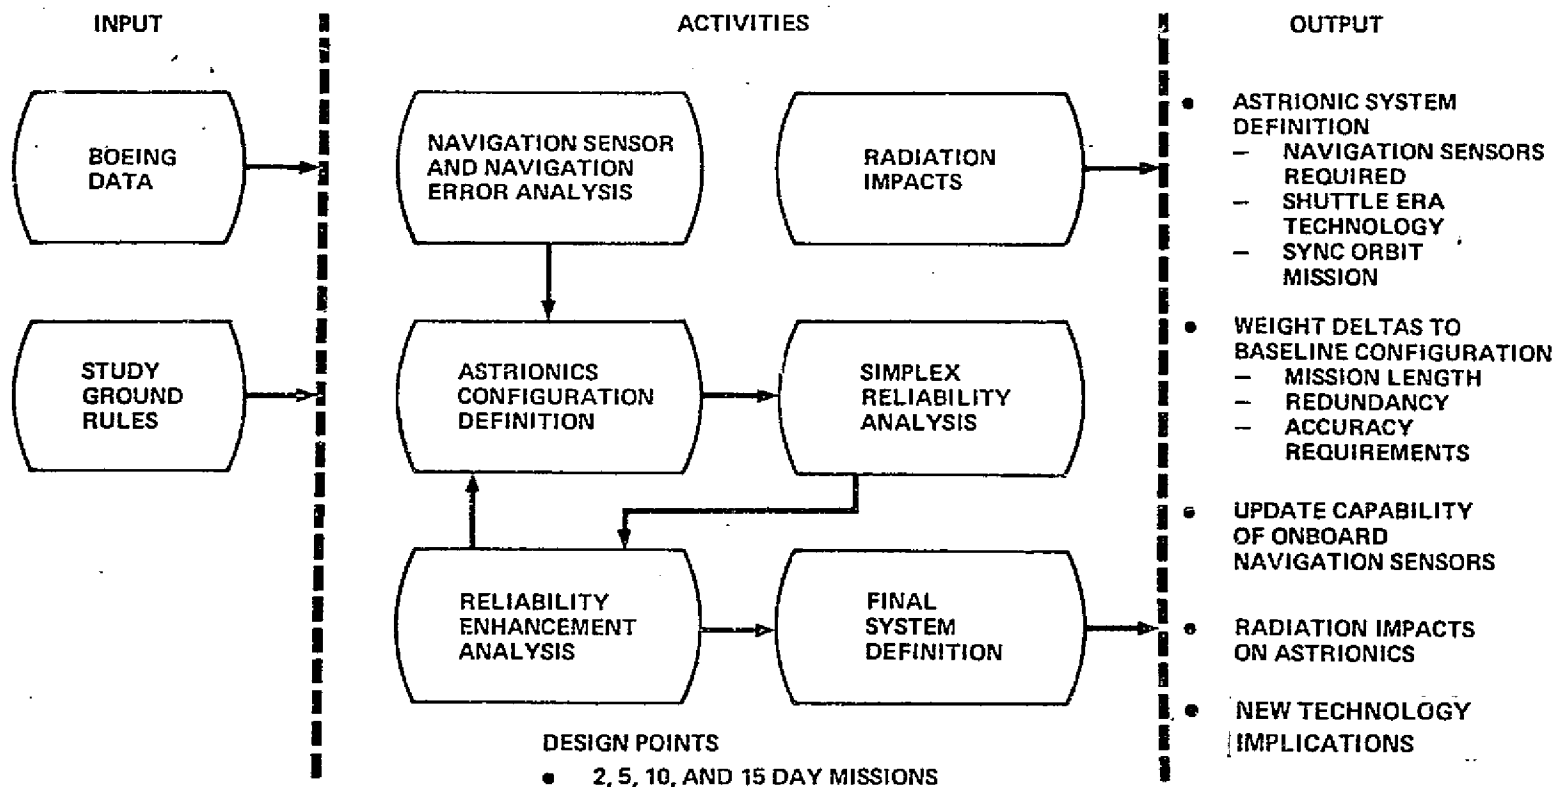 INPUT
BOEING
DATA
STUDY
GROUND
RULES
ACTIVITIES
NAVIGATION SENSOR
AND NAVIGATION
ERROR ANALYSIS
RADIATION
IMPACTS
ASTRIONICS
CONFIGURATION
DEFINITION
SIMPLEX
RELIABILITY
ANALYSIS
RELIABILITY
ENHANCEMENT
ANALYSIS
FINAL
SYSTEM
DEFINITION
DESIGN POINTS
• 2, 5, 10, AND 15 DAY MISSIONS
OUTPUT
• ASTRIONIC SYSTEM
DEFINITION
– NAVIGATION SENSORS
REQUIRED
– SHUTTLE ERA
TECHNOLOGY
– SYNC ORBIT
MISSION
• WEIGHT DELTAS TO
BASELINE CONFIGURATION
– MISSION LENGTH
– REDUNDANCY
– ACCURACY
REQUIREMENTS
• UPDATE CAPABILITY
OF ONBOARD
NAVIGATION SENSORS
• RADIATION IMPACTS
ON ASTRIONICS
• NEW TECHNOLOGY
IMPLICATIONS